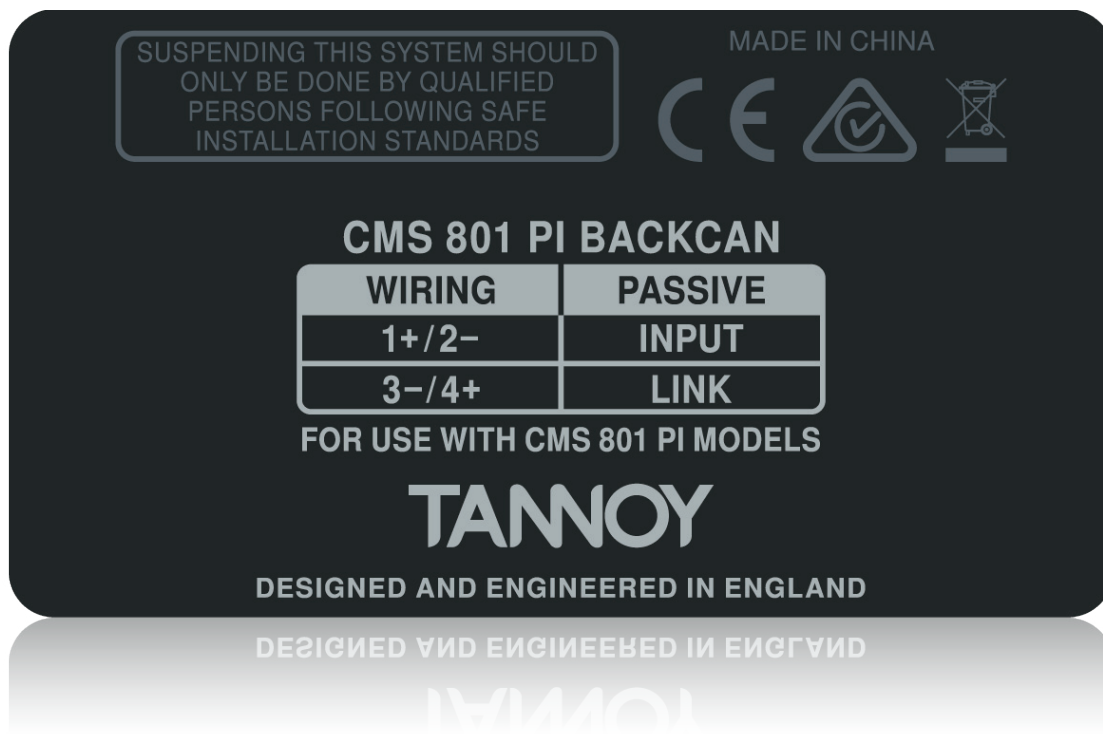 SUSPENDING THIS SYSTEM SHOULD
ONLY BE DONE BY QUALIFIED
PERSONS FOLLOWING SAFE
INSTALLATION STANDARDS
MADE IN CHINA
CE
CMS 801 PI BACKCAN
WIRING PASSIVE
1+/2− INPUT
3−/4+ LINK
FOR USE WITH CMS 801 PI MODELS
TANNOY
DESIGNED AND ENGINEERED IN ENGLAND